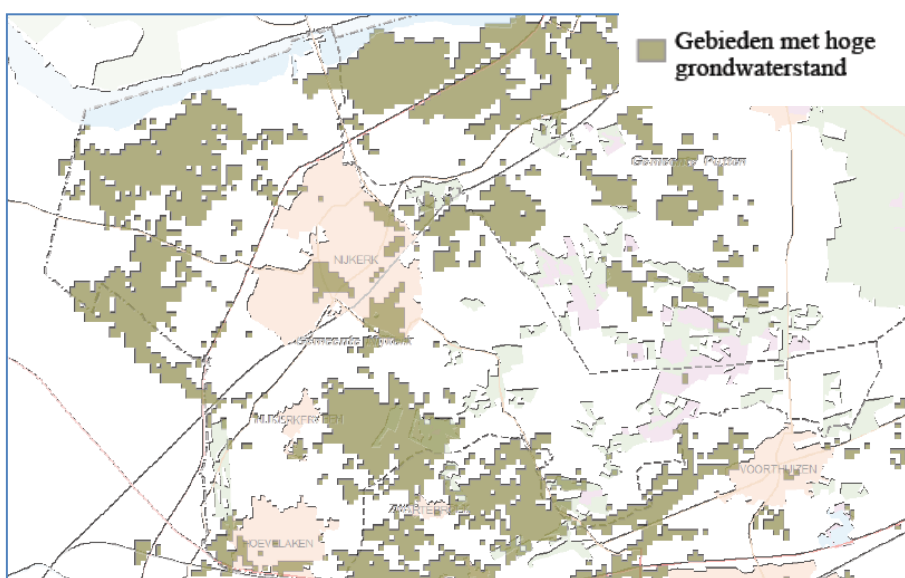 Gebieden met hoge
grondwaterstand
Gemeente Putten
NIJKERK
Gemeente Nijkerk
NIJKERKERVEEN
VOORTHUIZEN
ZWARTEBROEK
HOEVELAKEN